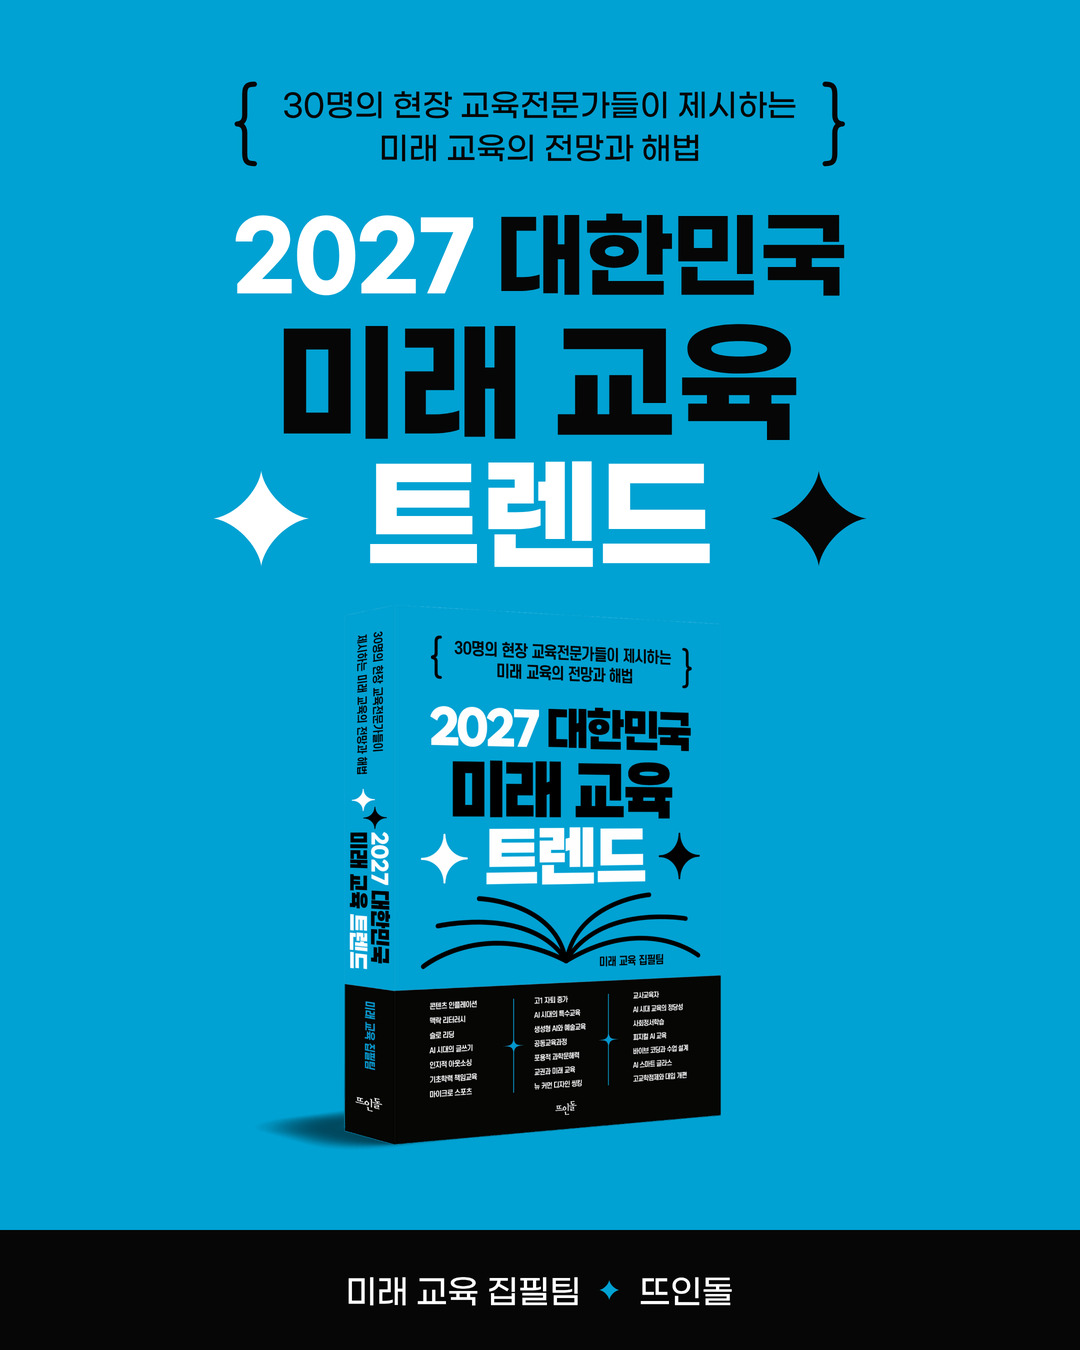 30명의 현장 교육전문가들이 제시하는
미래 교육의 전망과 해법
2027 대한민국
미래 교육
트렌드
30명의 현장 교육전문가들이
제시하는 미래 교육의 전망과 해법
2027 대한민국
미래 교육 트렌드
미래 교육 집필팀
뜨인돌
30명의 현장 교육전문가들이 제시하는
미래 교육의 전망과 해법
2027 대한민국
미래 교육
트렌드
미래 교육 집필팀
콘텐츠 인플레이션
맥락 리터러시
슬로 리딩
AI 시대의 글쓰기
인지적 아웃소싱
기초학력 책임교육
마이크로 스포츠
고1 자퇴 증가
AI 시대의 특수교육
생성형 AI와 예술교육
공동교육과정
포용적 과학문해력
교권과 미래 교육
뉴 커먼 디자인 씽킹
교사교육자
AI 시대 교육의 정당성
사회정서학습
피지컬 AI 교육
바이브 코딩과 수업 설계
AI 스마트 글라스
고교학점제와 대입 개편
뜨인돌
미래 교육 집필팀 뜨인돌